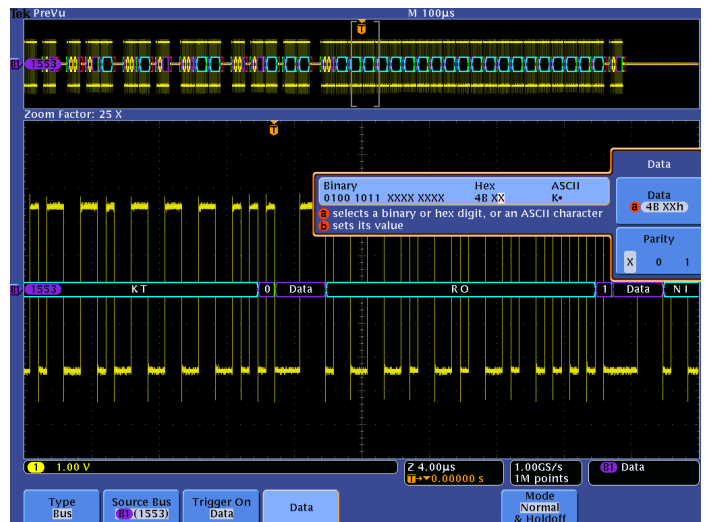 Tek PreVu M 100µs
T
B1 1553
Zoom Factor: 25 X
T
Data
Binary Hex ASCII
0100 1011 XXXX XXXX 4B XX K•
a selects a binary or hex digit, or an ASCII character
b sets its value
Data
a 4B XXh
Parity
X 0 1
B1 1553 K T 0 Data R O 1 Data N I
1 1.00 V
Z 4.00µs
T→▼0.00000 s
1.00GS/s
1M points
B1 Data
Type
Bus
Source Bus
B1 (1553)
Trigger On
Data
Data
Mode
Normal
& Holdoff